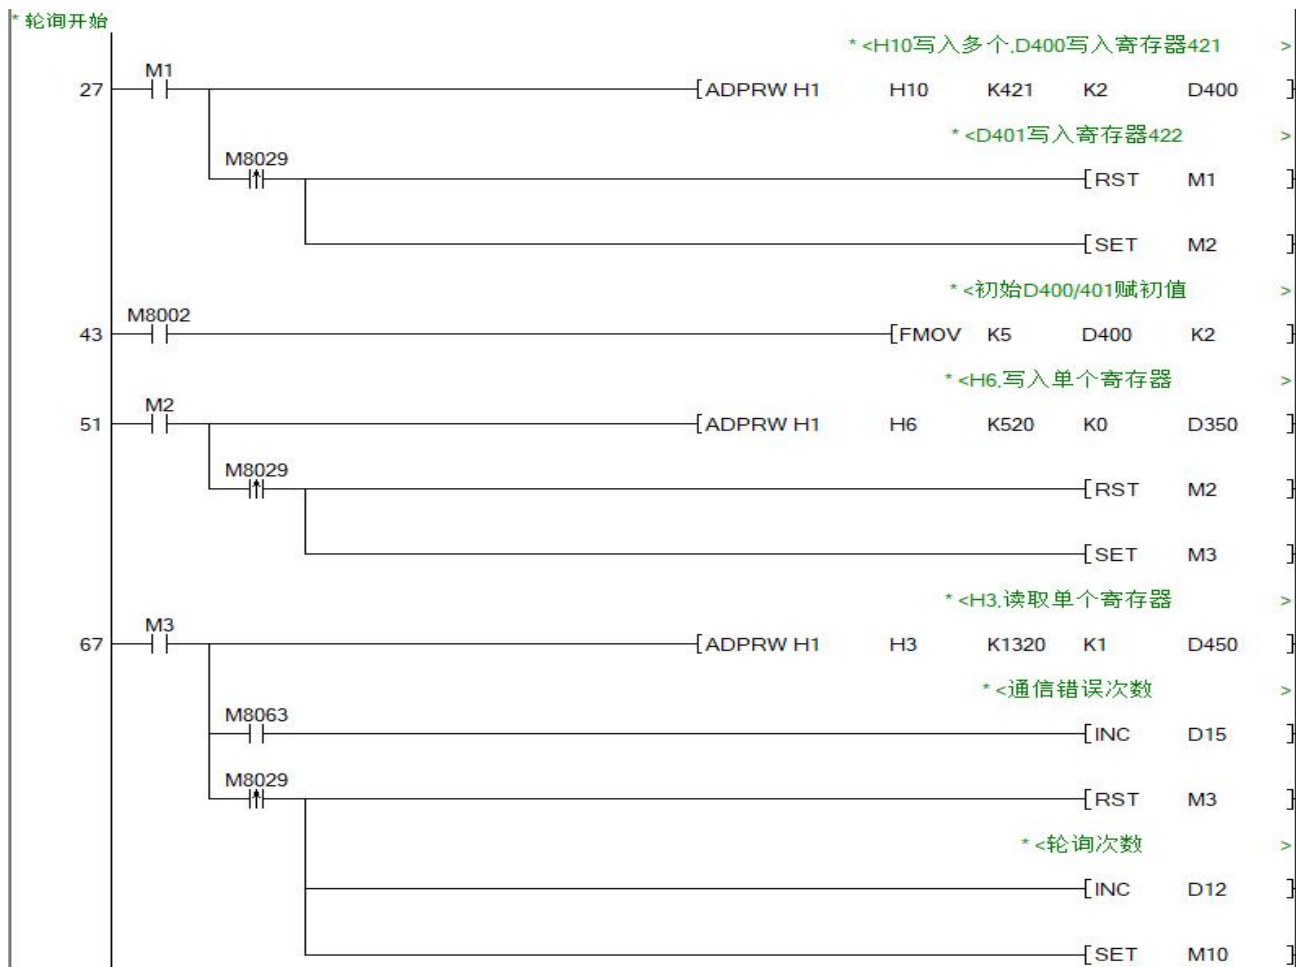 * 轮询开始
* <H10写入多个,D400写入寄存器421 >
M1
27 [ADPRW H1 H10 K421 K2 D400 ]
* <D401写入寄存器422 >
M8029
[RST M1 ]
[SET M2 ]
* <初始D400/401赋初值 >
M8002
43 [FMOV K5 D400 K2 ]
* <H6,写入单个寄存器 >
M2
51 [ADPRW H1 H6 K520 K0 D350 ]
M8029
[RST M2 ]
[SET M3 ]
* <H3,读取单个寄存器 >
M3
67 [ADPRW H1 H3 K1320 K1 D450 ]
* <通信错误次数 >
M8063
[INC D15 ]
M8029
[RST M3 ]
* <轮询次数 >
[INC D12 ]
[SET M10 ]